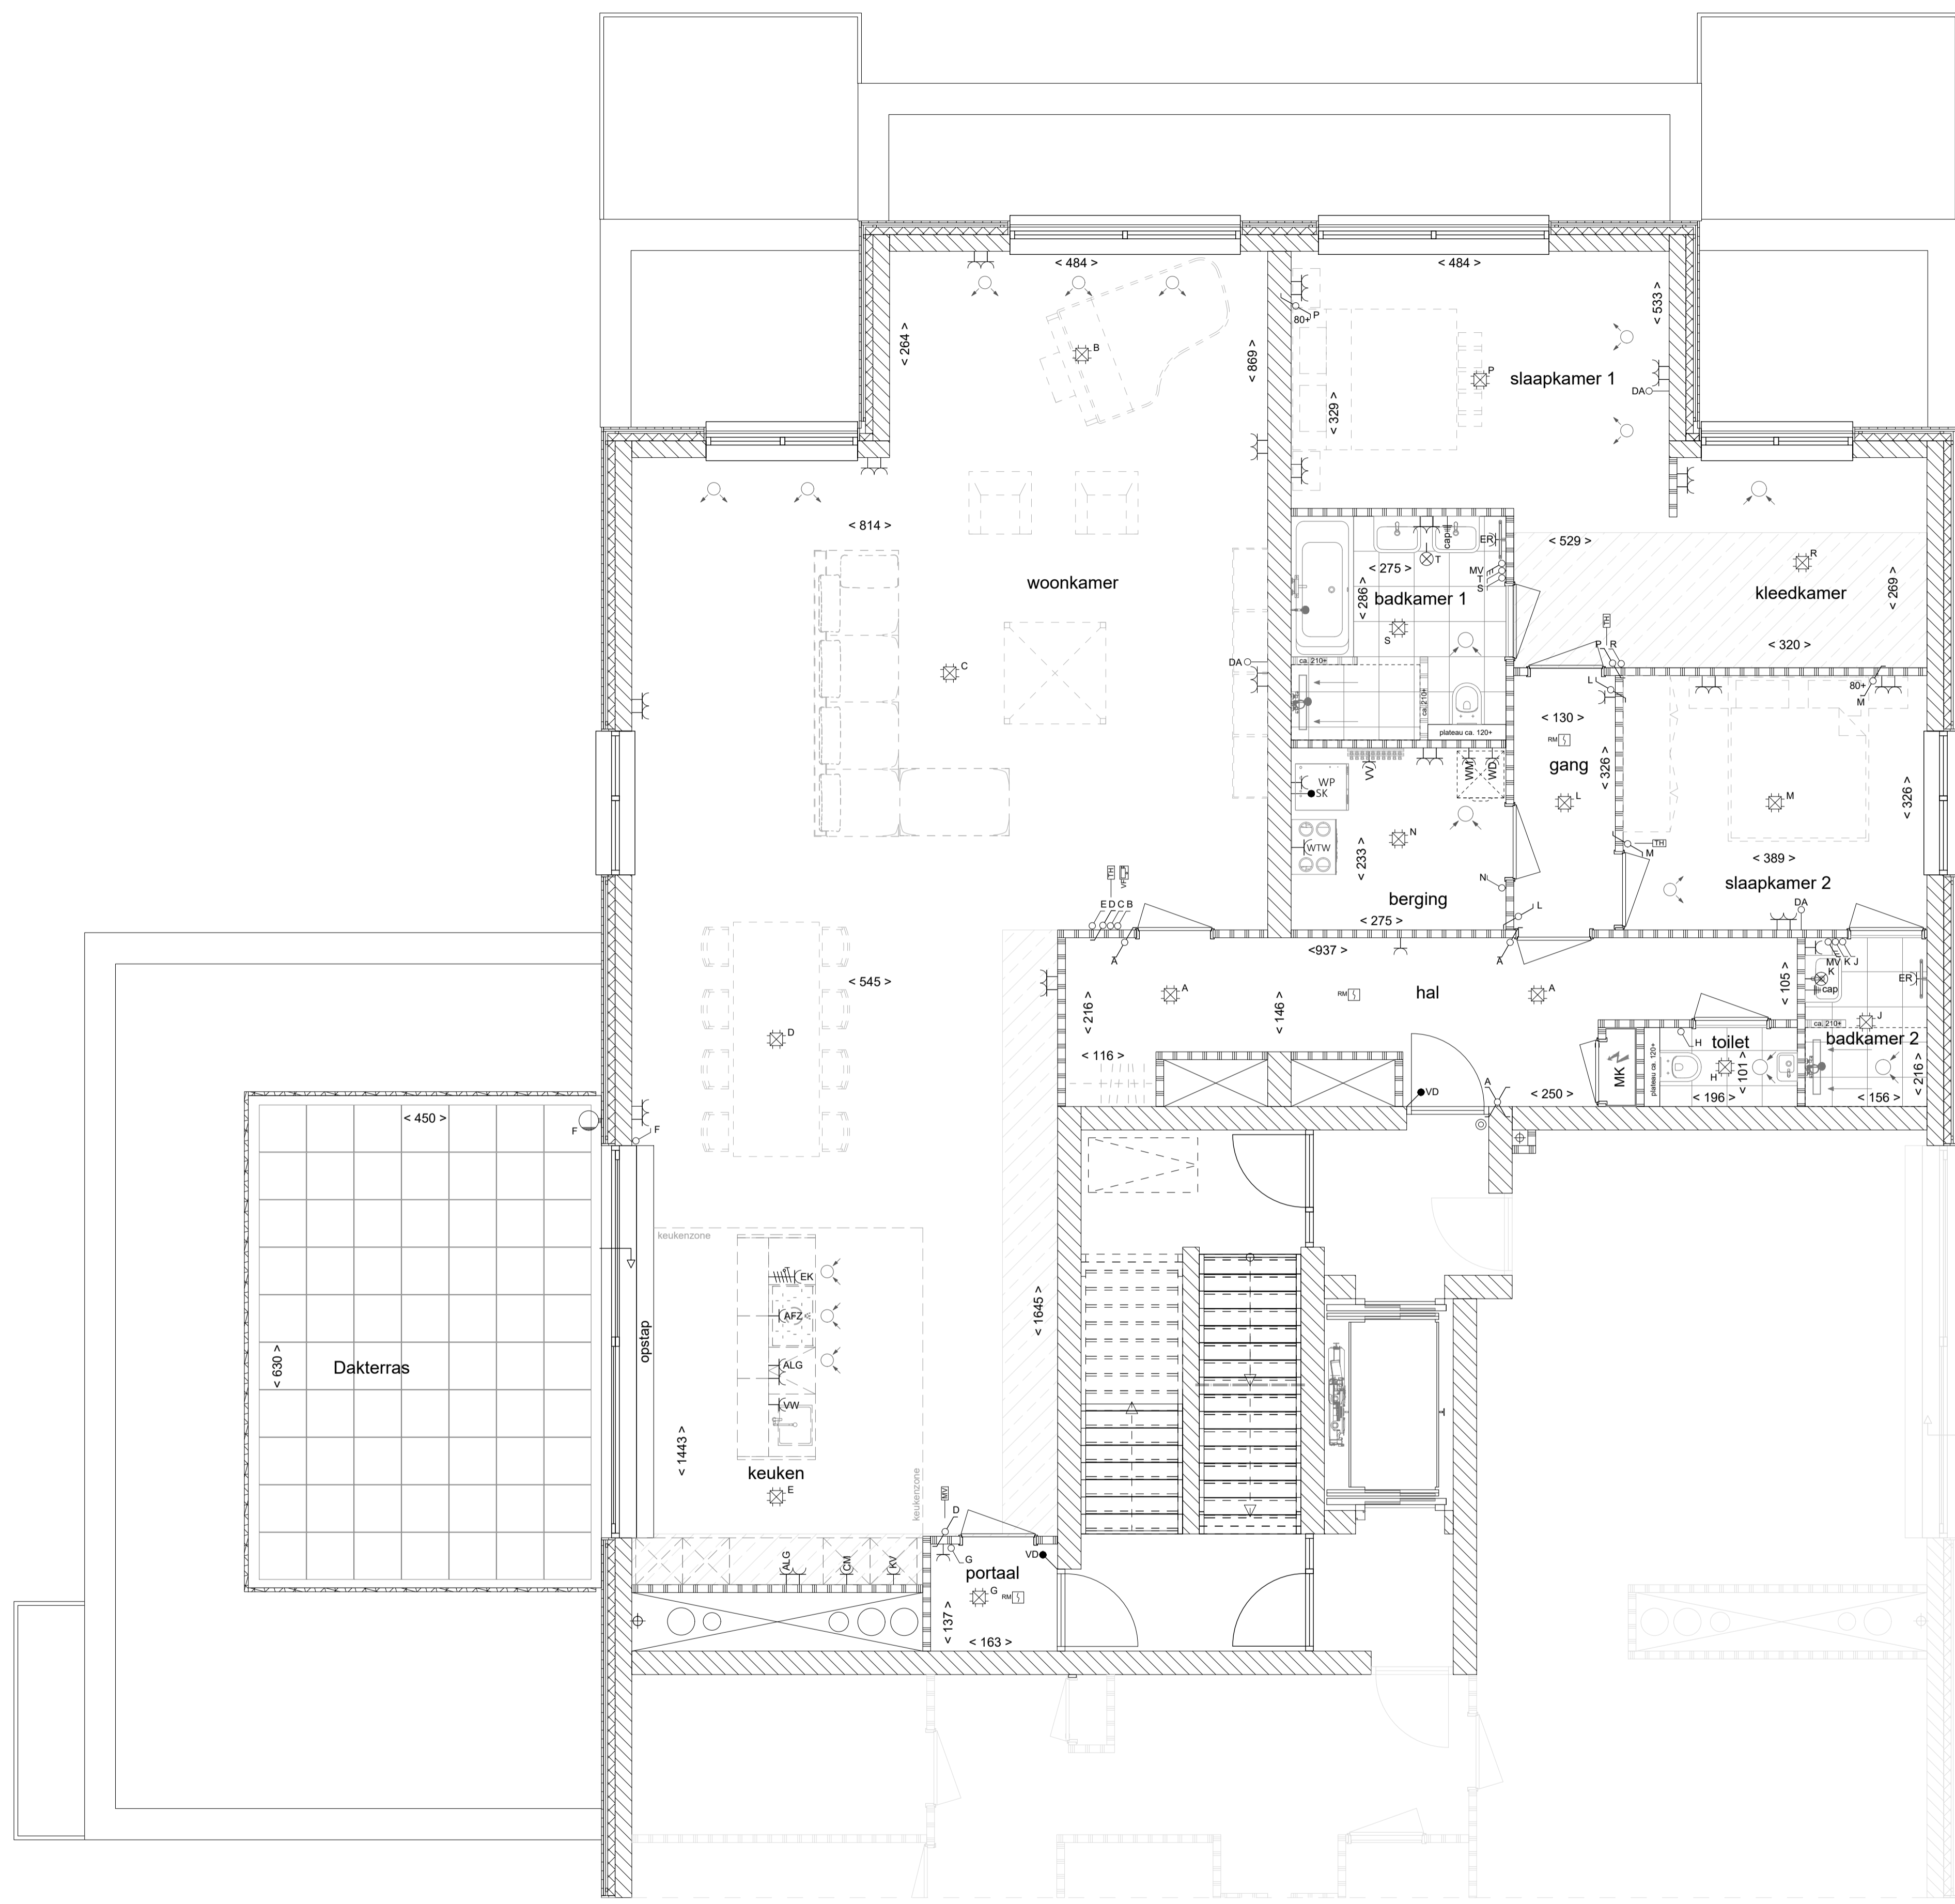 < 484 >
< 484 >
< 264 >
< 869 >
< 533 >
80+
P
B
P
slaapkamer 1
DA
< 329 >
< 814 >
woonkamer
C
DA
cap
ER
T
< 275 >
MV
T
S
< 286 >
badkamer 1
S
ca. 210+
ca. 210+
plateau ca. 120+
< 529 >
R
kleedkamer
< 269 >
TH
< 320 >
P
R
L
80+
M
< 130 >
RM
gang
< 326 >
L
M
< 326 >
VV
WM
WD
WP
SK
WTW
N
< 233 >
N
berging
< 275 >
L
M
TH
< 389 >
slaapkamer 2
DA
TH
VF
E D C B
A
<937>
A
A
RM
hal
A
< 216 >
< 146 >
< 116 >
< 105 >
MV K J
K
cap
ER
J
ca. 210+
badkamer 2
< 216 >
< 156 >
toilet
H
H
< 101 >
< 196 >
plateau ca. 120+
MK
< 250 >
A
VD
< 545 >
D
F
F
< 450 >
< 630 >
Dakterras
opstap
keukenzone
EK
AFZ
ALG
VW
< 1645 >
< 1443 >
keuken
E
keukenzone
MV
D
G
VD
portaal
G
RM
< 137 >
< 163 >
ALG
CM
KV